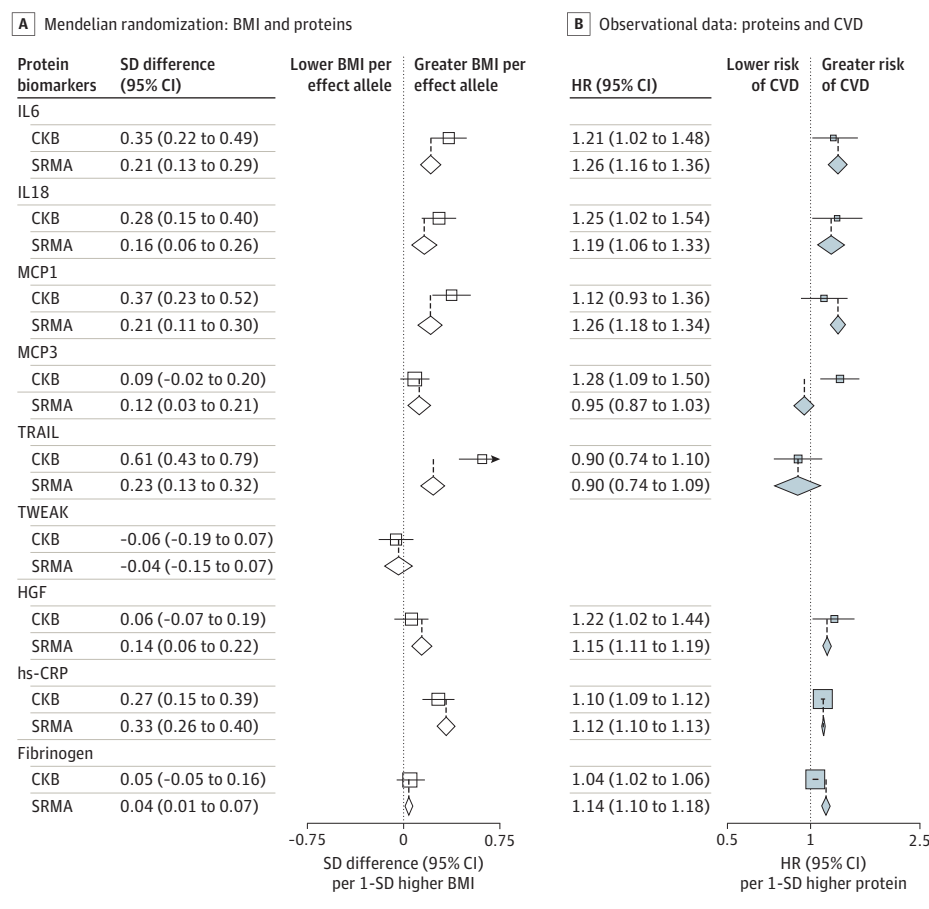 A Mendelian randomization: BMI and proteins
B Observational data: proteins and CVD
Protein biomarkers
SD difference (95% CI)
Lower BMI per effect allele
Greater BMI per effect allele
HR (95% CI)
Lower risk of CVD
Greater risk of CVD
IL6
CKB 0.35 (0.22 to 0.49) 1.21 (1.02 to 1.48)
SRMA 0.21 (0.13 to 0.29) 1.26 (1.16 to 1.36)
IL18
CKB 0.28 (0.15 to 0.40) 1.25 (1.02 to 1.54)
SRMA 0.16 (0.06 to 0.26) 1.19 (1.06 to 1.33)
MCP1
CKB 0.37 (0.23 to 0.52) 1.12 (0.93 to 1.36)
SRMA 0.21 (0.11 to 0.30) 1.26 (1.18 to 1.34)
MCP3
CKB 0.09 (-0.02 to 0.20) 1.28 (1.09 to 1.50)
SRMA 0.12 (0.03 to 0.21) 0.95 (0.87 to 1.03)
TRAIL
CKB 0.61 (0.43 to 0.79) 0.90 (0.74 to 1.10)
SRMA 0.23 (0.13 to 0.32) 0.90 (0.74 to 1.09)
TWEAK
CKB -0.06 (-0.19 to 0.07)
SRMA -0.04 (-0.15 to 0.07)
HGF
CKB 0.06 (-0.07 to 0.19) 1.22 (1.02 to 1.44)
SRMA 0.14 (0.06 to 0.22) 1.15 (1.11 to 1.19)
hs-CRP
CKB 0.27 (0.15 to 0.39) 1.10 (1.09 to 1.12)
SRMA 0.33 (0.26 to 0.40) 1.12 (1.10 to 1.13)
Fibrinogen
CKB 0.05 (-0.05 to 0.16) 1.04 (1.02 to 1.06)
SRMA 0.04 (0.01 to 0.07) 1.14 (1.10 to 1.18)
-0.75 0 0.75
SD difference (95% CI)
per 1-SD higher BMI
0.5 1 2.5
HR (95% CI)
per 1-SD higher protein